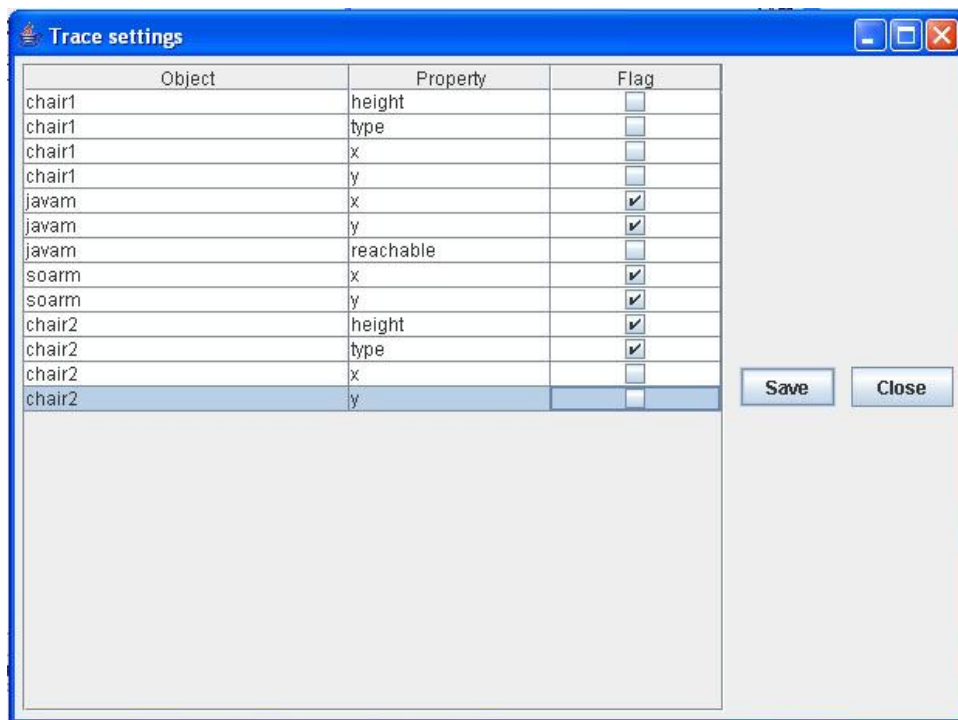 Trace settings
Object Property Flag
chair1 height
chair1 type
chair1 x
chair1 y
javam x
javam y
javam reachable
soarm x
soarm y
chair2 height
chair2 type
chair2 x
chair2 y
Save Close